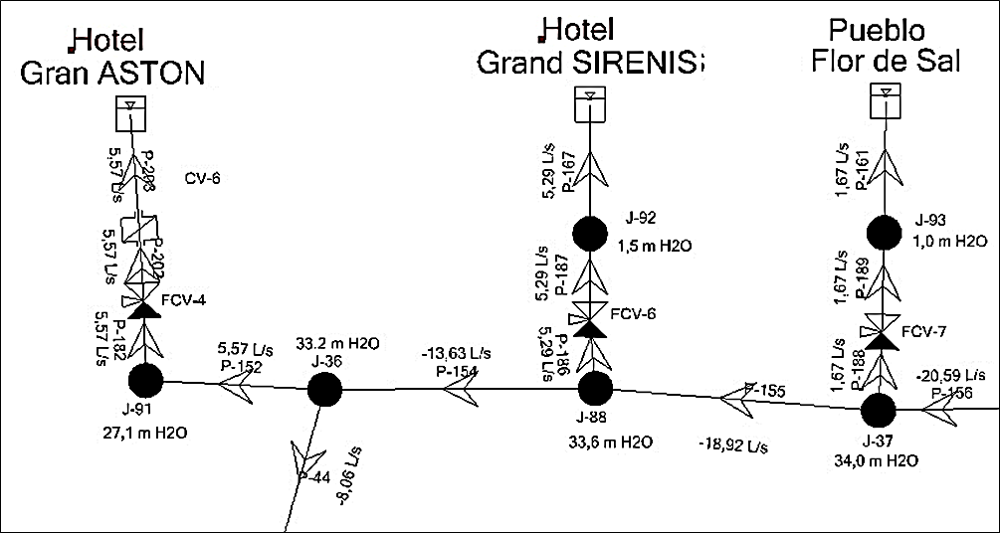 Hotel
Gran ASTON
Hotel
Grand SIRENIS
Pueblo
Flor de Sal
P-203
5,57 L/s
CV-6
P-202
5,57 L/s
FCV-4
P-182
5,57 L/s
J-91
27,1 m H2O
5,57 L/s
P-152
33.2 m H2O
J-36
P-44
-8,06 L/s
-13,63 L/s
P-154
5,29 L/s
P-167
J-92
1,5 m H2O
5,29 L/s
P-187
FCV-6
5,29 L/s
P-186
J-88
33,6 m H2O
P-155
-18,92 L/s
1,67 L/s
P-161
J-93
1,0 m H2O
1,67 L/s
P-189
FCV-7
1,67 L/s
P-188
J-37
34,0 m H2O
-20,59 L/s
P-156